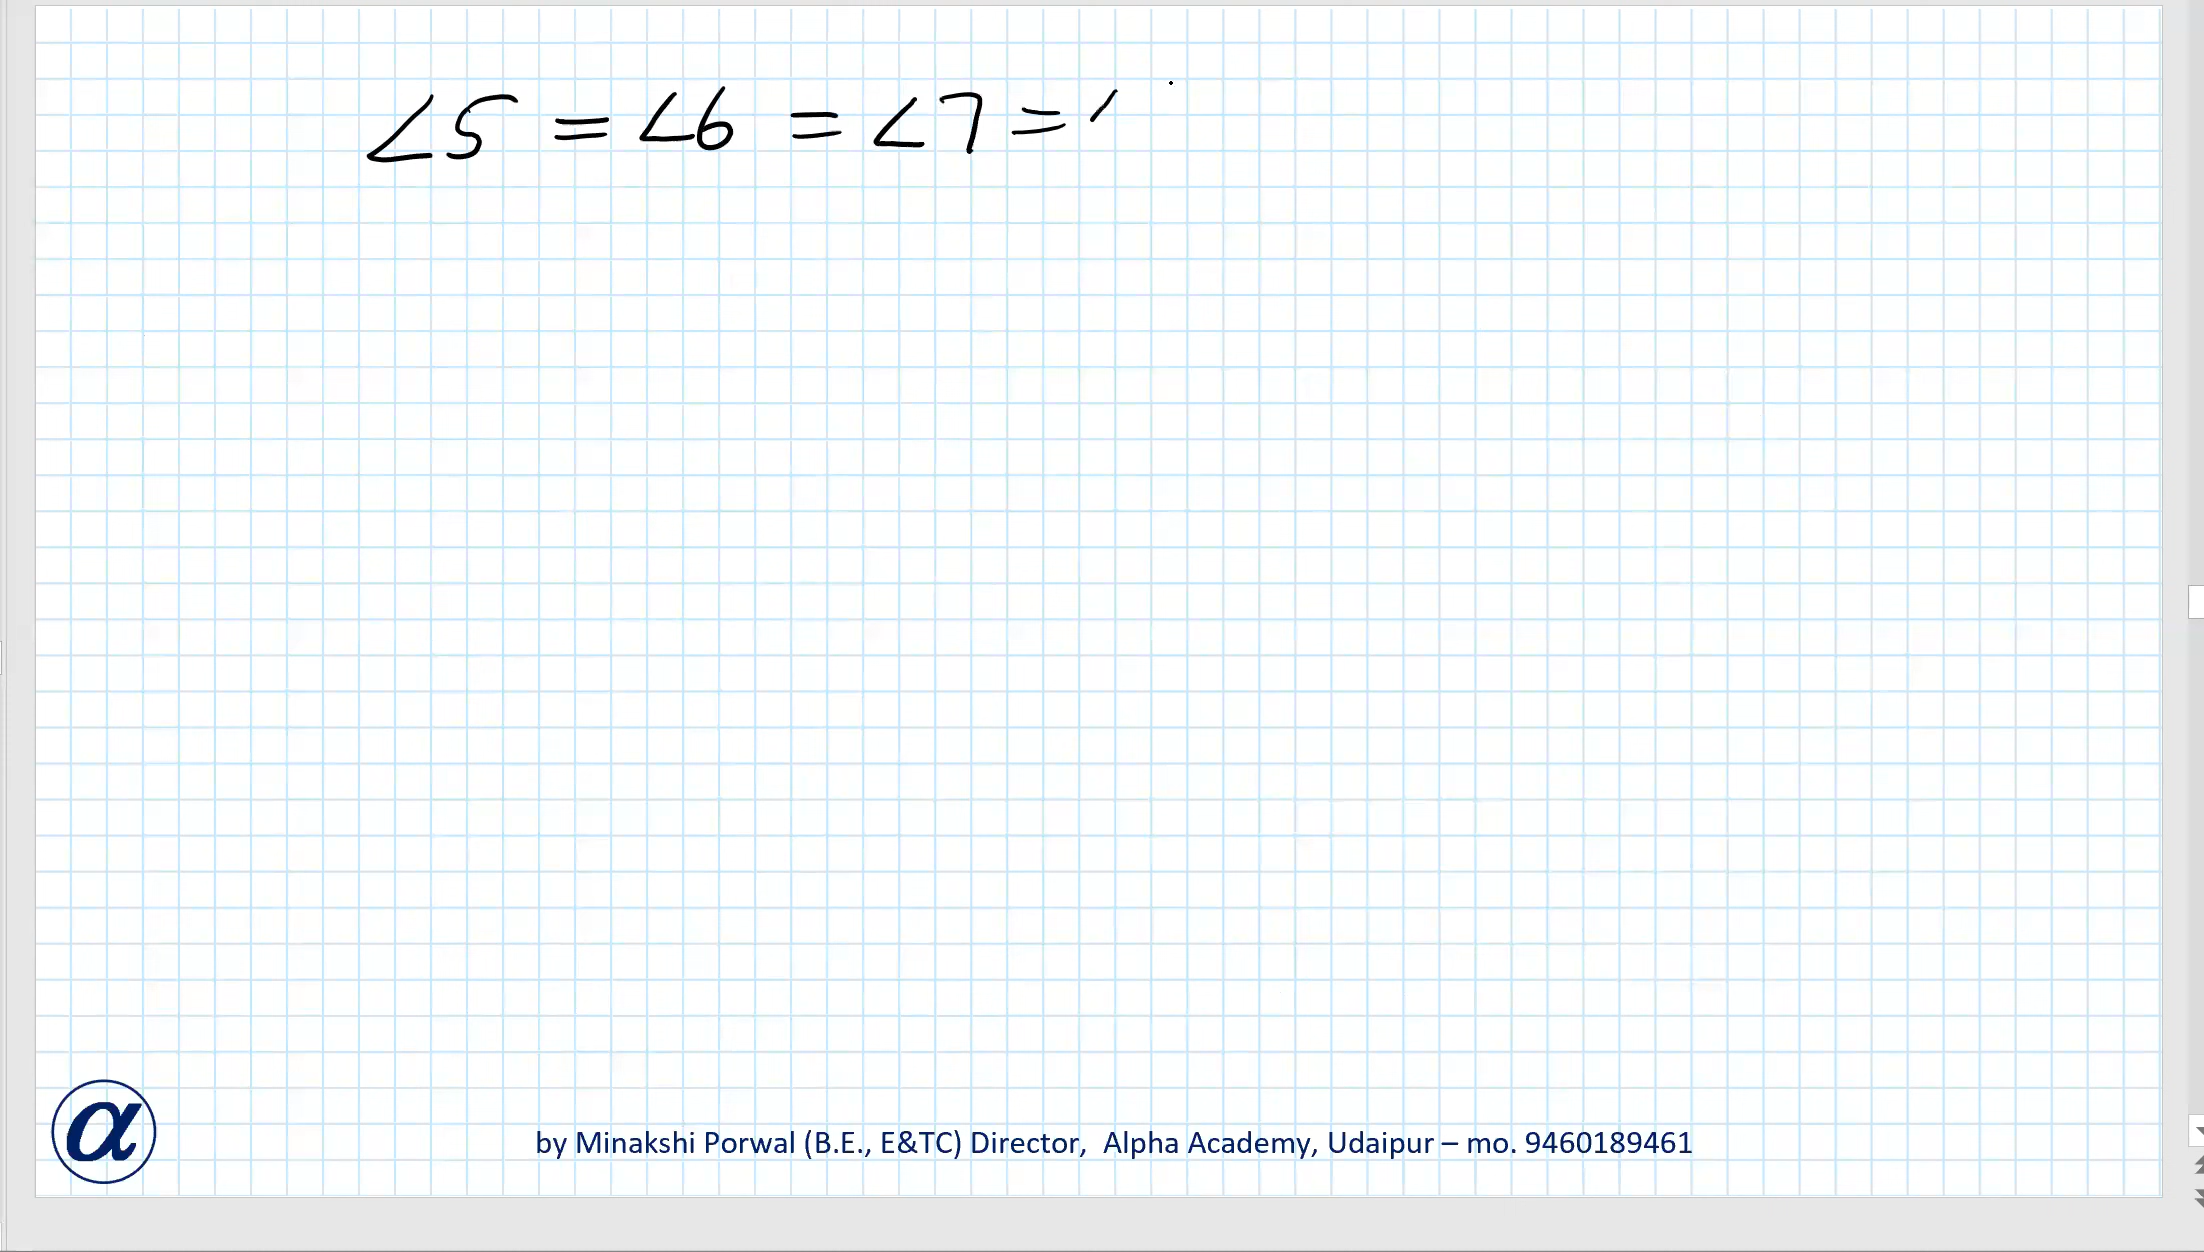 ∠5 = ∠6 = ∠7 =
α
by Minakshi Porwal (B.E., E&TC) Director, Alpha Academy, Udaipur – mo. 9460189461